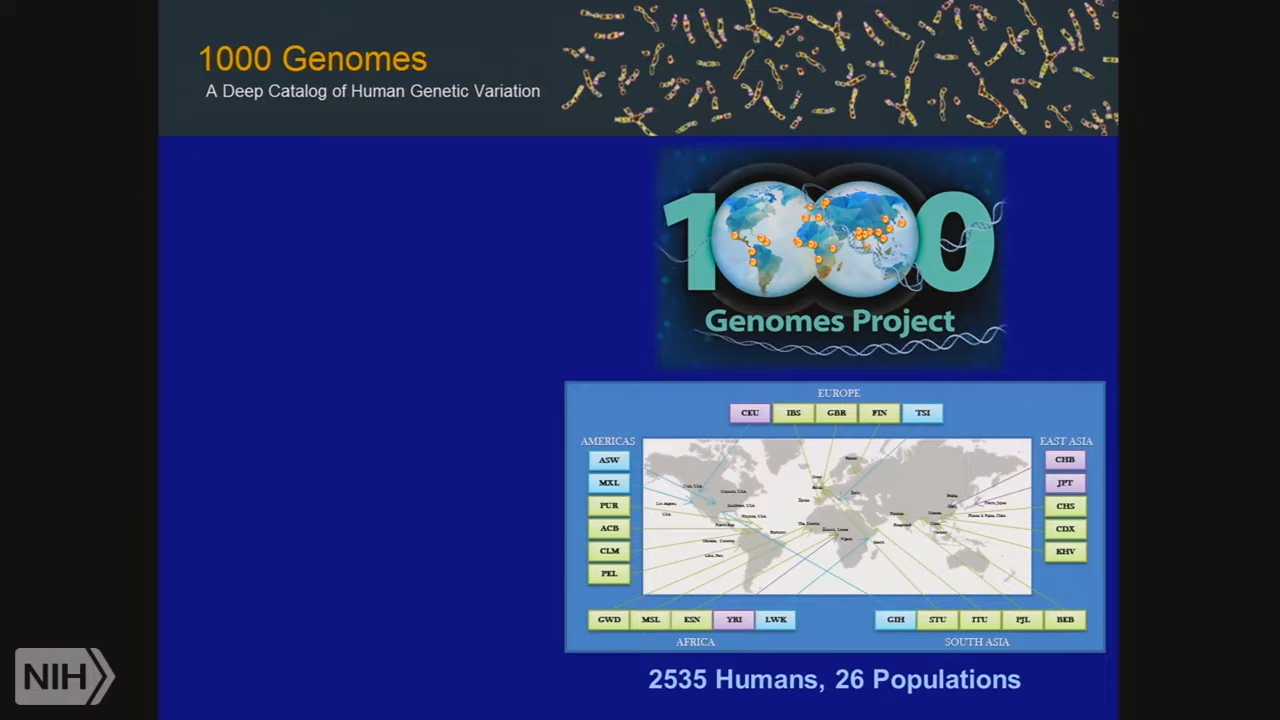 1000 Genomes
A Deep Catalog of Human Genetic Variation
1000
Genomes Project
EUROPE
CEU IBS GBR FIN TSI
AMERICAS
ASW
MXL
PUR
ACB
CLM
PEL
EAST ASIA
CHB
JPT
CHS
CDX
KHV
GWD MSL ESN YRI LWK
AFRICA
GIH STU ITU PJL BEB
SOUTH ASIA
2535 Humans, 26 Populations
NIH